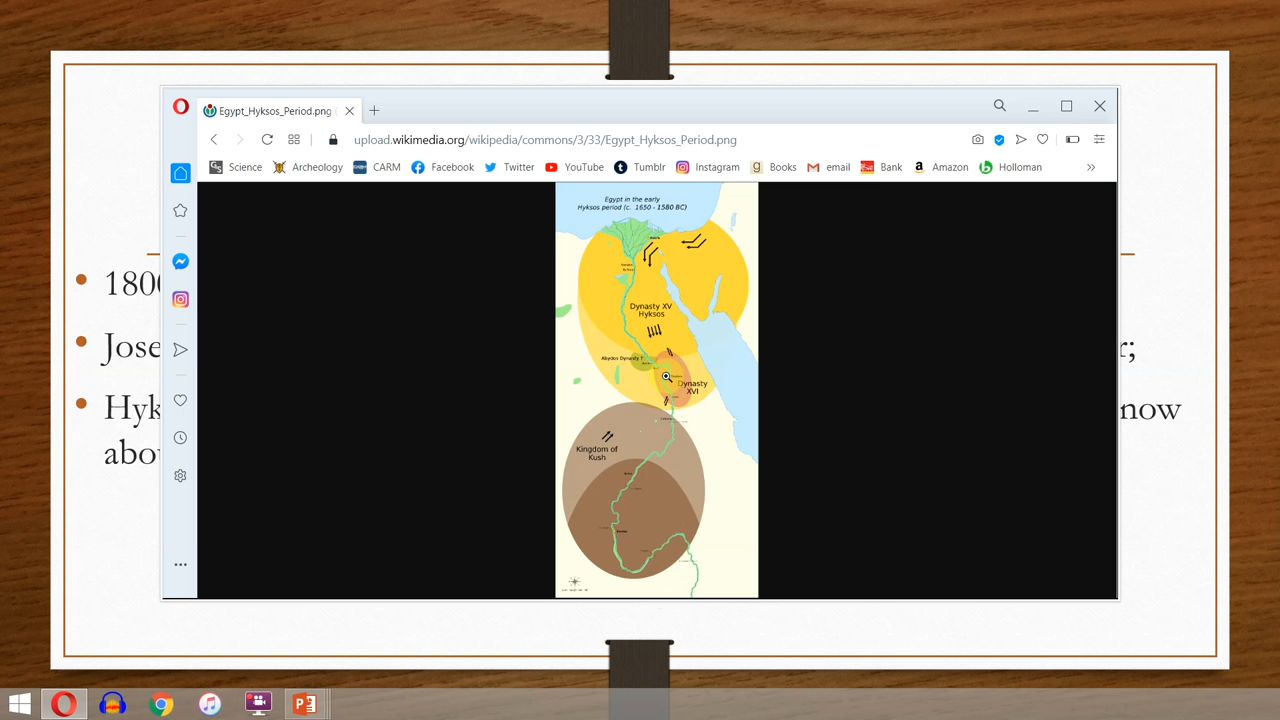 Egypt_Hyksos_Period.png
upload.wikimedia.org/wikipedia/commons/3/33/Egypt_Hyksos_Period.png
Science Archeology CARM Facebook Twitter YouTube Tumblr Instagram Books email Bank Amazon Holloman
Egypt in the early
Hyksos period (c. 1650 - 1580 BC)
Dynasty XV
Hyksos
Abydos Dynasty ?
Dynasty
XVI
Kingdom of
Kush
• 1800
• Jose r;
• Hyk now
abo